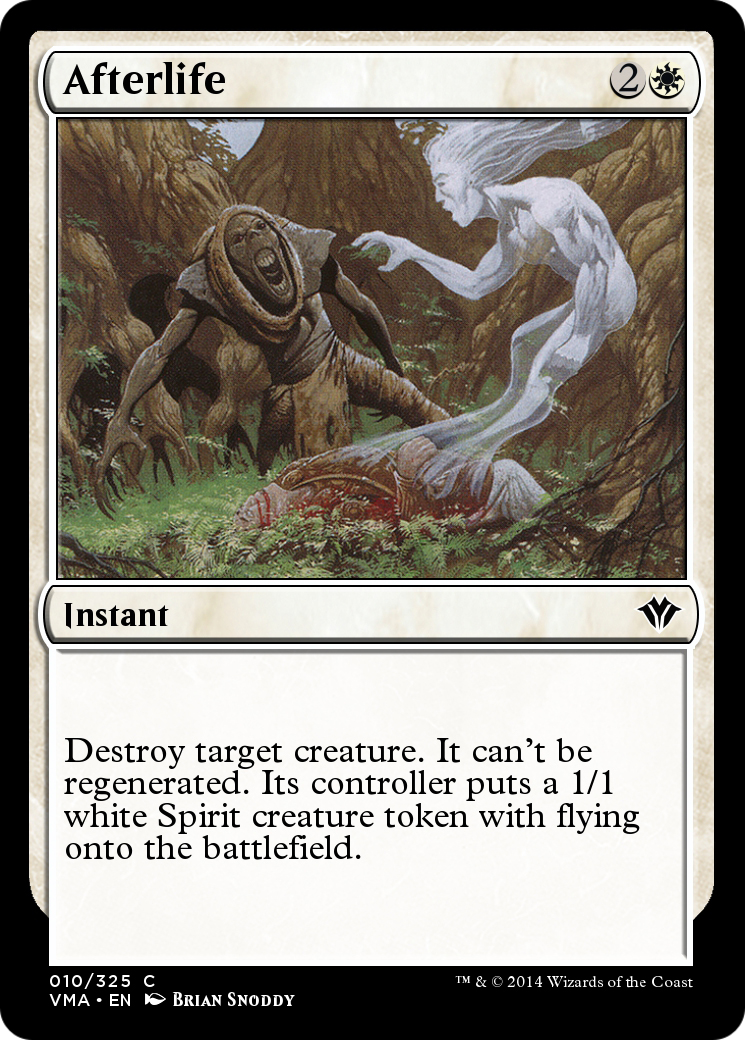 Afterlife
2
Instant
Destroy target creature. It can't be
regenerated. Its controller puts a 1/1
white Spirit creature token with flying
onto the battlefield.
010/325 C
™ & © 2014 Wizards of the Coast
VMA • EN Brian Snoddy